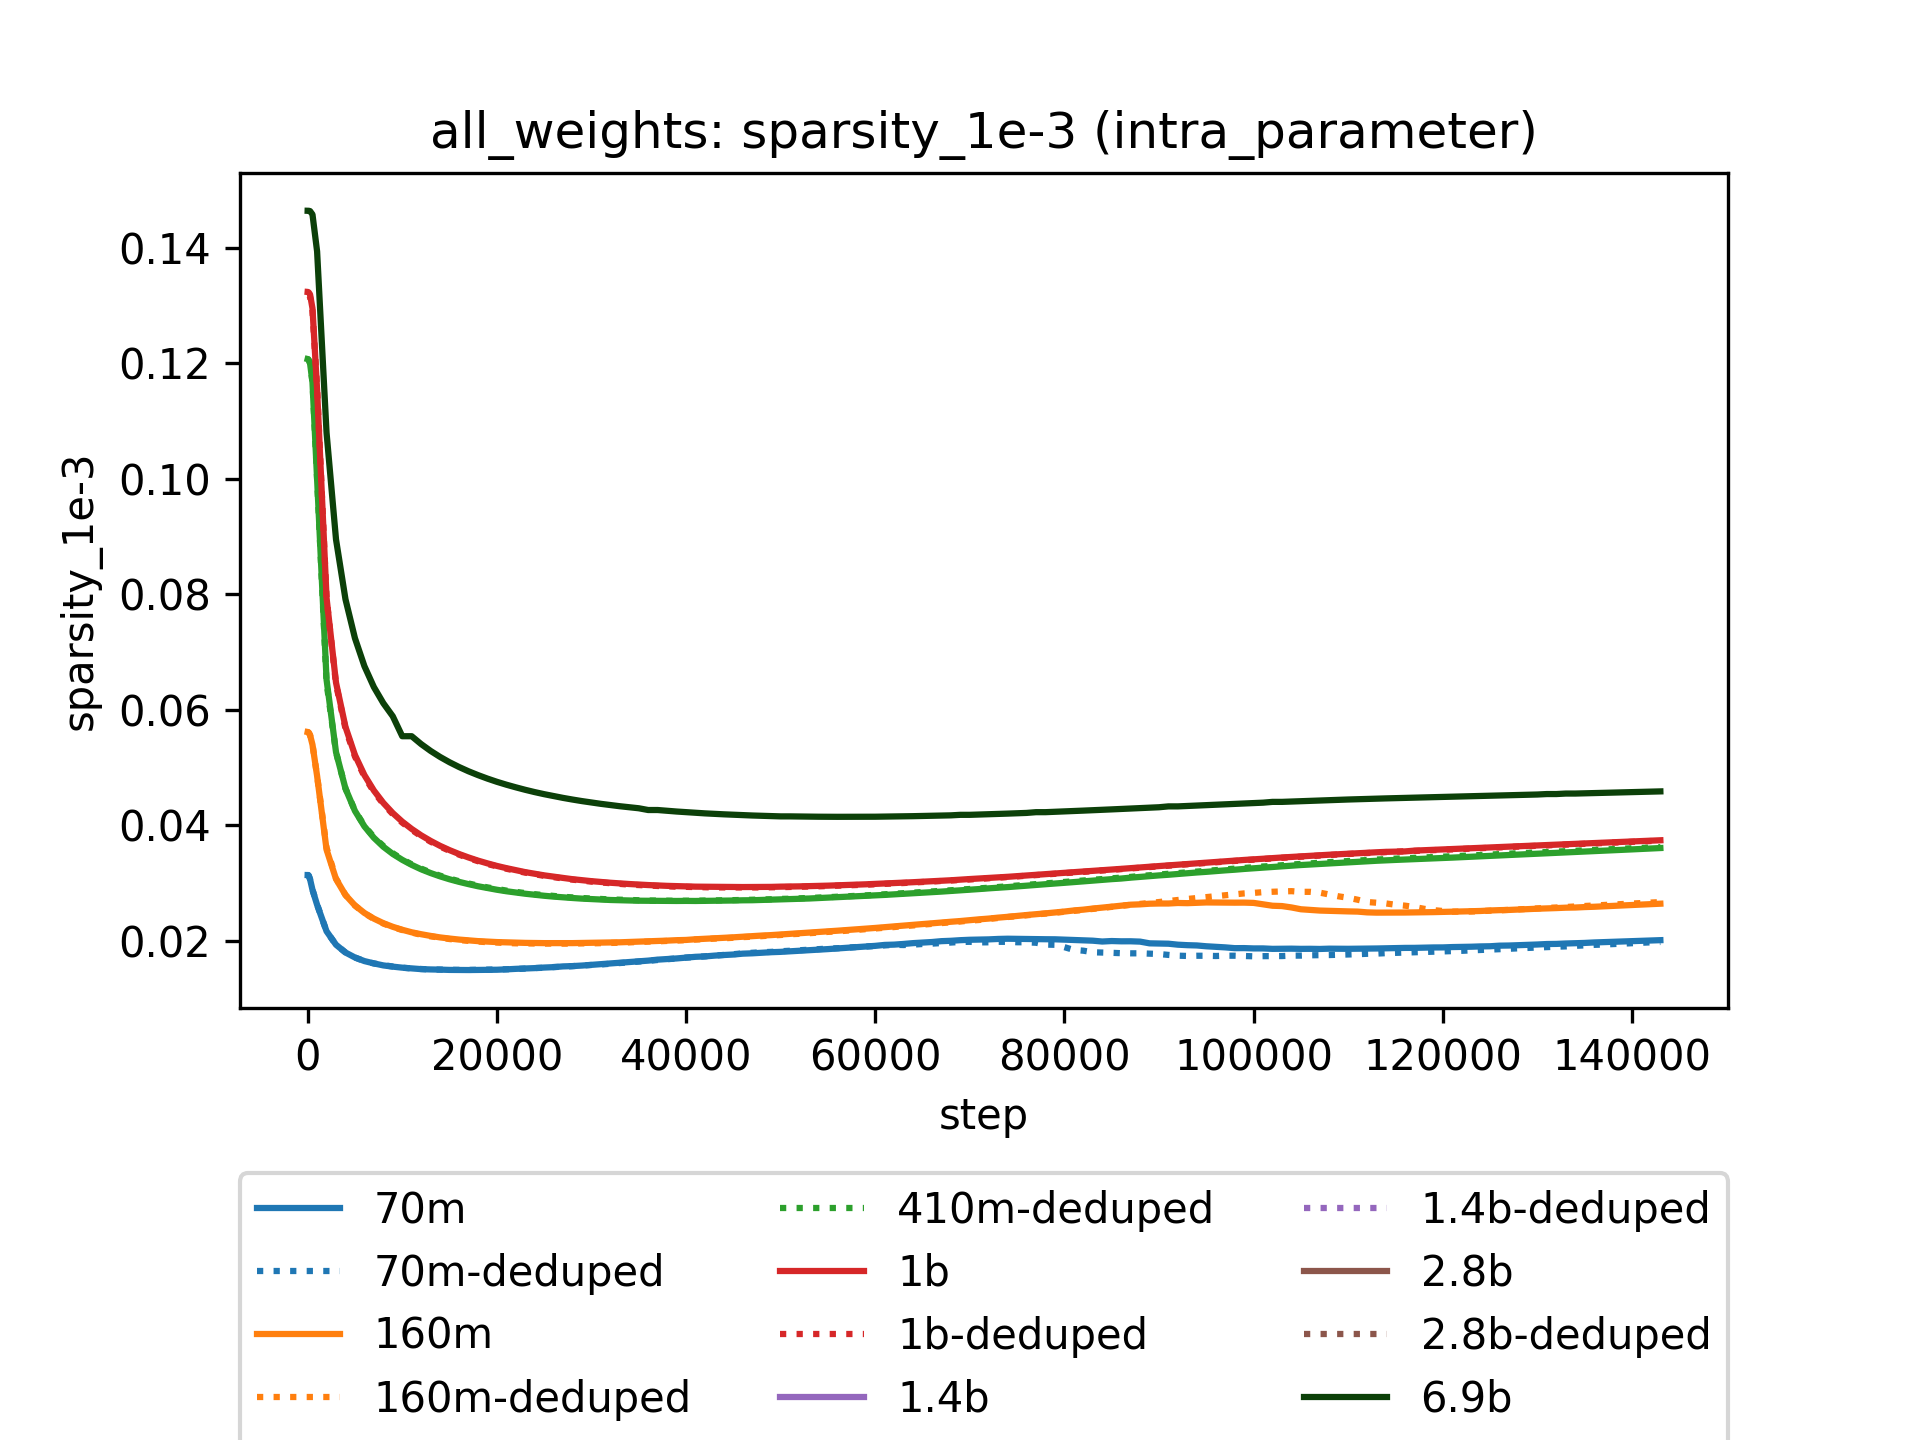 all_weights: sparsity_1e-3 (intra_parameter)
sparsity_1e-3
0.14
0.12
0.10
0.08
0.06
0.04
0.02
0 20000 40000 60000 80000 100000 120000 140000
step
70m 410m-deduped 1.4b-deduped
70m-deduped 1b 2.8b
160m 1b-deduped 2.8b-deduped
160m-deduped 1.4b 6.9b